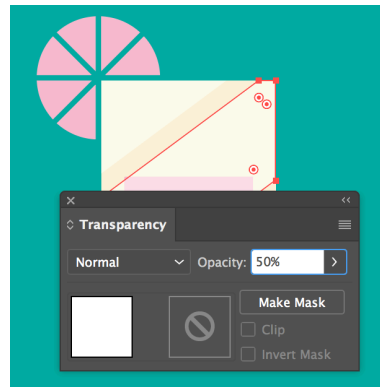 Transparency
Normal
Opacity: 50%
Make Mask
Clip
Invert Mask